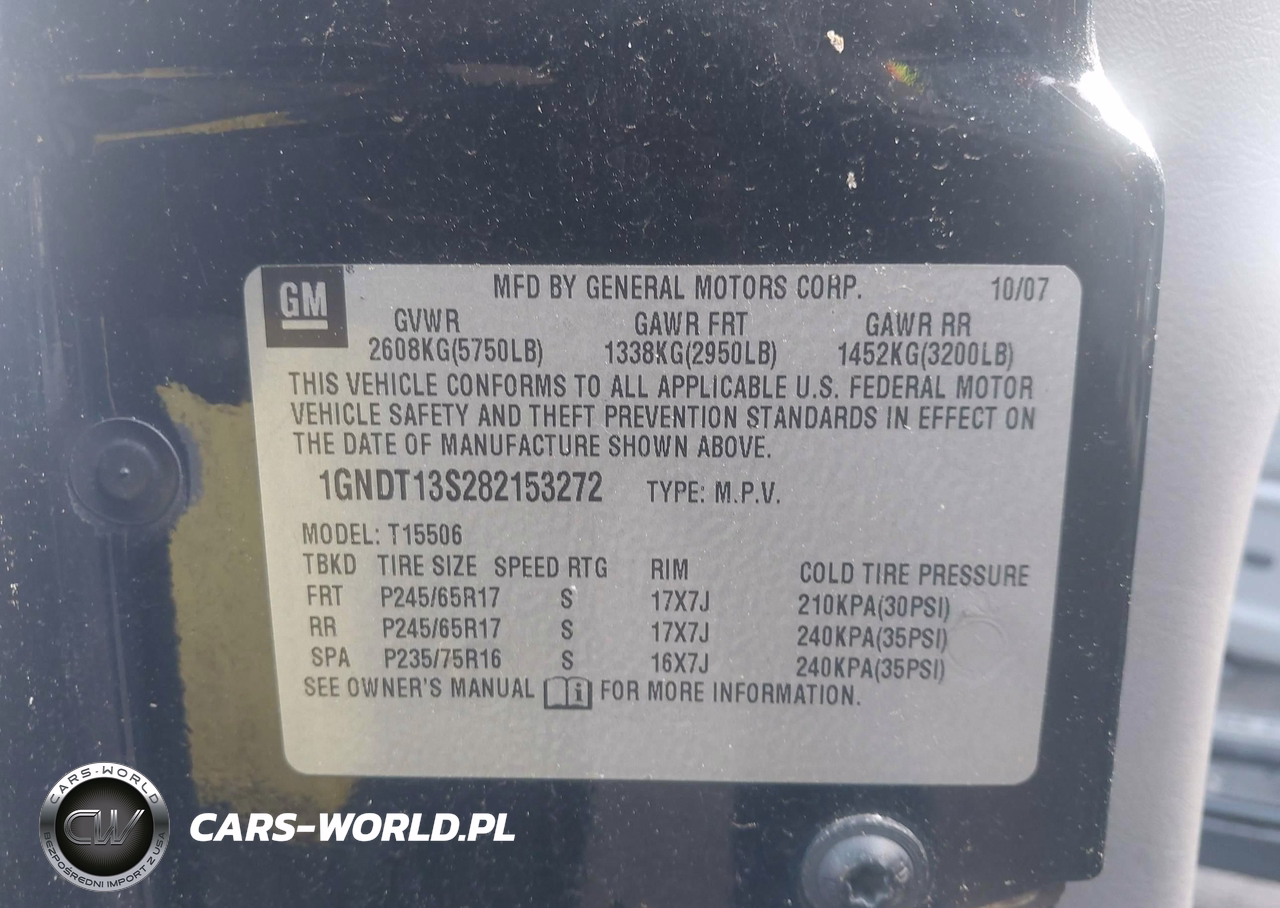 GM
MFD BY GENERAL MOTORS CORP. 10/07
GVWR GAWR FRT GAWR RR
2608KG(5750LB) 1338KG(2950LB) 1452KG(3200LB)
THIS VEHICLE CONFORMS TO ALL APPLICABLE U.S. FEDERAL MOTOR
VEHICLE SAFETY AND THEFT PREVENTION STANDARDS IN EFFECT ON
THE DATE OF MANUFACTURE SHOWN ABOVE.
1GNDT13S282153272 TYPE: M.P.V.
MODEL: T15506
TBKD TIRE SIZE SPEED RTG RIM COLD TIRE PRESSURE
FRT P245/65R17 S 17X7J 210KPA(30PSI)
RR P245/65R17 S 17X7J 240KPA(35PSI)
SPA P235/75R16 S 16X7J 240KPA(35PSI)
SEE OWNER'S MANUAL i FOR MORE INFORMATION.
CARS-WORLD
CW
BEZPOŚREDNI IMPORT Z USA
CARS-WORLD.PL